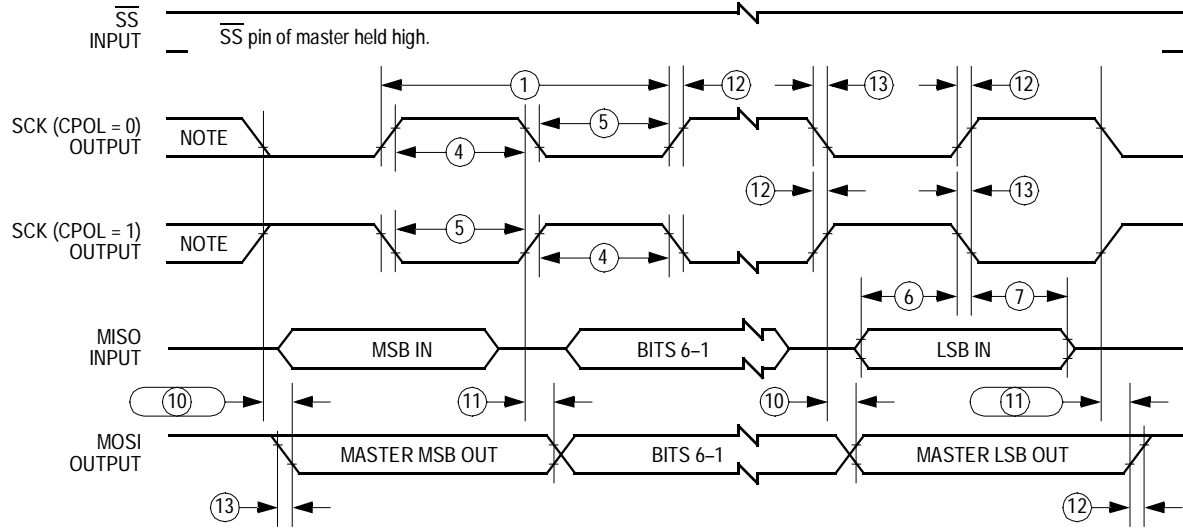 SS
INPUT
SS pin of master held high.
1
12
13
12
SCK (CPOL = 0)
OUTPUT
NOTE
5
4
12
13
SCK (CPOL = 1)
OUTPUT
NOTE
5
4
6
7
MISO
INPUT
MSB IN
BITS 6–1
LSB IN
10
11
10
11
MOSI
OUTPUT
MASTER MSB OUT
BITS 6–1
MASTER LSB OUT
13
12